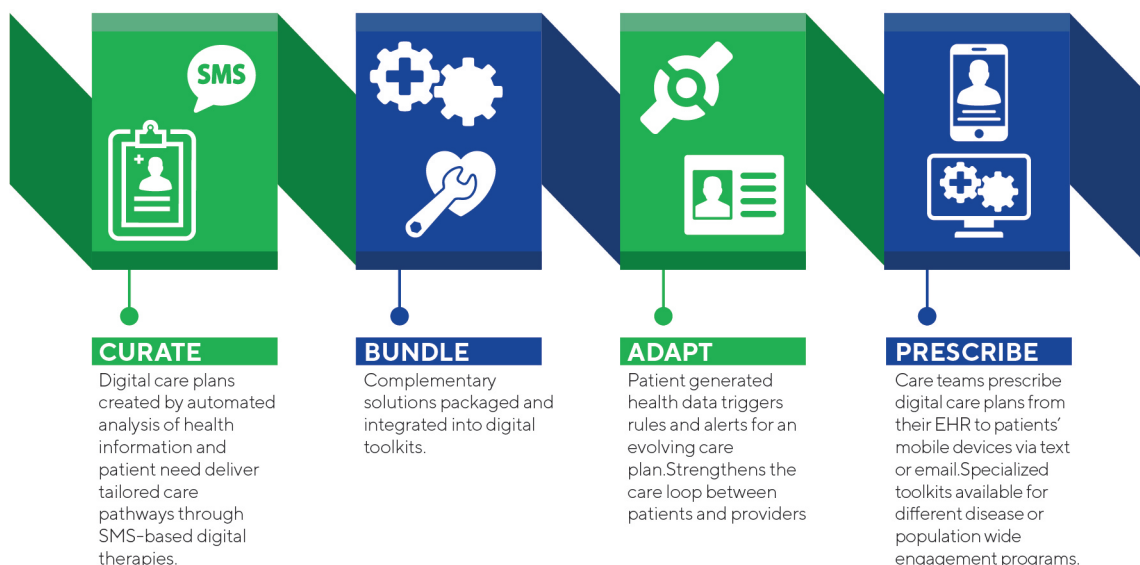 SMS
CURATE
Digital care plans
created by automated
analysis of health
information and
patient need deliver
tailored care
pathways through
SMS-based digital
therapies.
BUNDLE
Complementary
solutions packaged and
integrated into digital
toolkits.
ADAPT
Patient generated
health data triggers
rules and alerts for an
evolving care
plan.Strengthens the
care loop between
patients and providers
PRESCRIBE
Care teams prescribe
digital care plans from
their EHR to patients’
mobile devices via text
or email.Specialized
toolkits available for
different disease or
population wide
engagement programs.